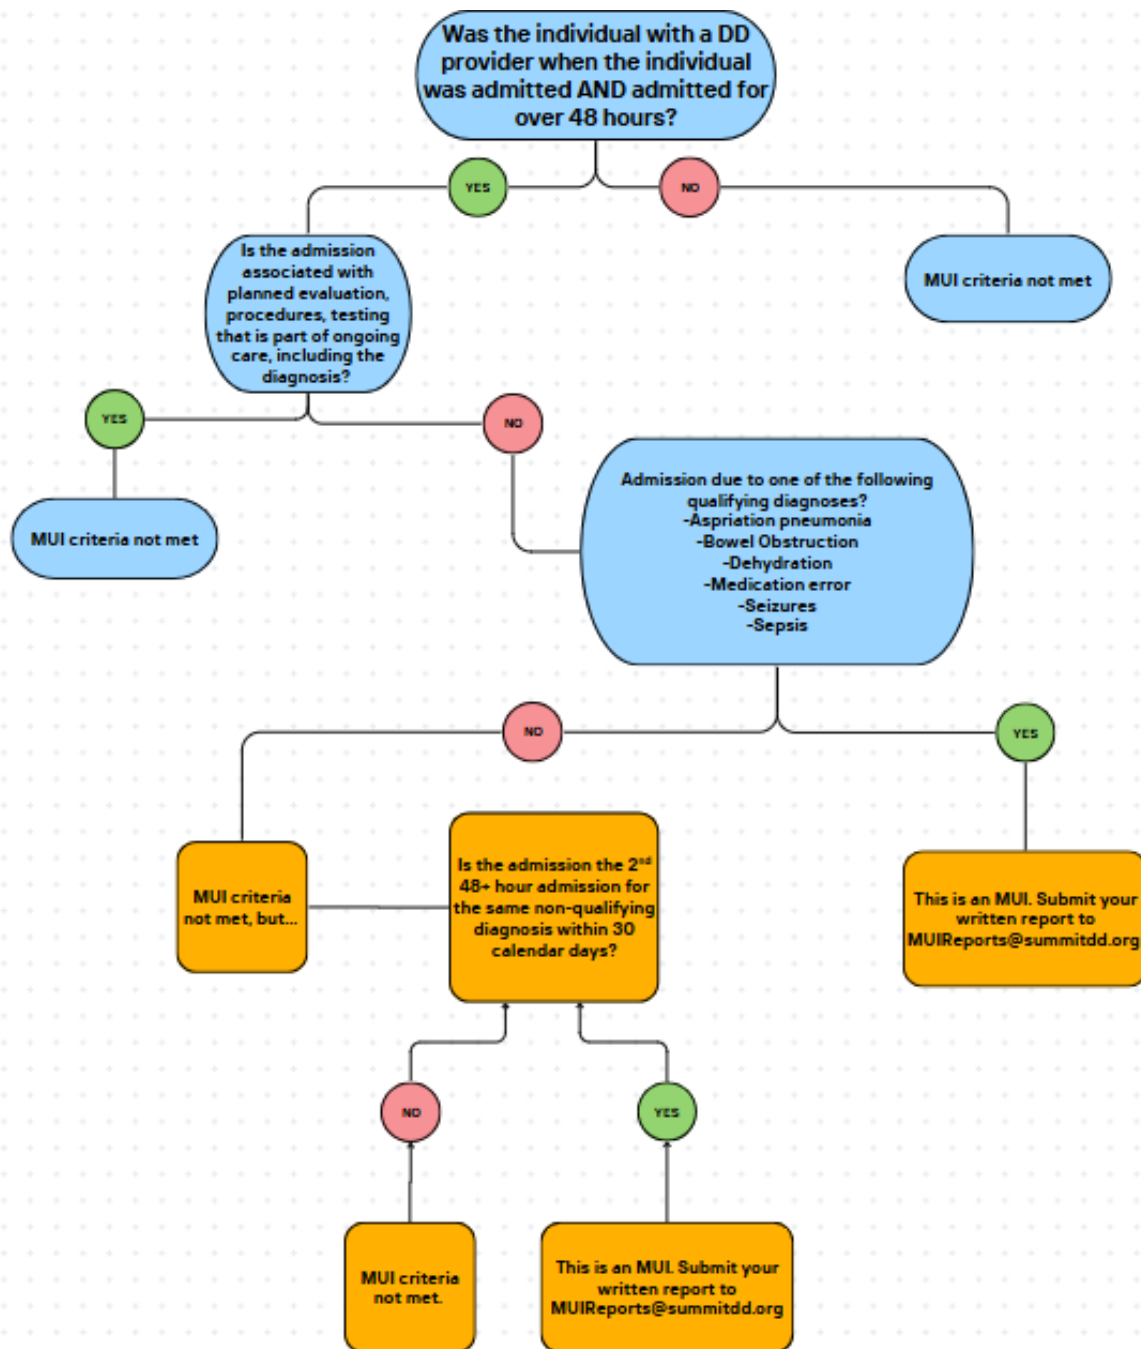 Was the individual with a DD
provider when the individual
was admitted AND admitted for
over 48 hours?
YES
NO
Is the admission
associated with
planned evaluation,
procedures, testing
that is part of ongoing
care, including the
diagnosis?
MUI criteria not met
YES
NO
MUI criteria not met
Admission due to one of the following
qualifying diagnoses?
-Aspriation pneumonia
-Bowel Obstruction
-Dehydration
-Medication error
-Seizures
-Sepsis
NO
YES
MUI criteria
not met, but...
Is the admission the 2nd
48+ hour admission for
the same non-qualifying
diagnosis within 30
calendar days?
This is an MUI. Submit your
written report to
MUIReports@summitdd.org
NO
YES
MUI criteria
not met.
This is an MUI. Submit your
written report to
MUIReports@summitdd.org